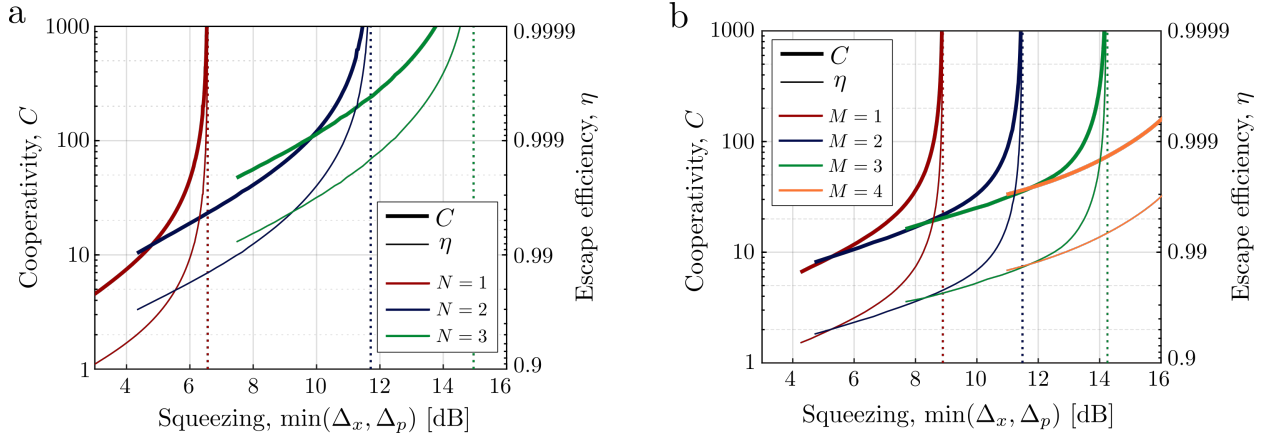 a
1000
100
10
1
Cooperativity, C
0.9999
0.999
0.99
0.9
Escape efficiency, η
C
η
N = 1
N = 2
N = 3
4 6 8 10 12 14 16
Squeezing, min(Δx, Δp) [dB]
b
1000
100
10
1
Cooperativity, C
0.9999
0.999
0.99
0.9
Escape efficiency, η
C
η
M = 1
M = 2
M = 3
M = 4
4 6 8 10 12 14 16
Squeezing, min(Δx, Δp) [dB]